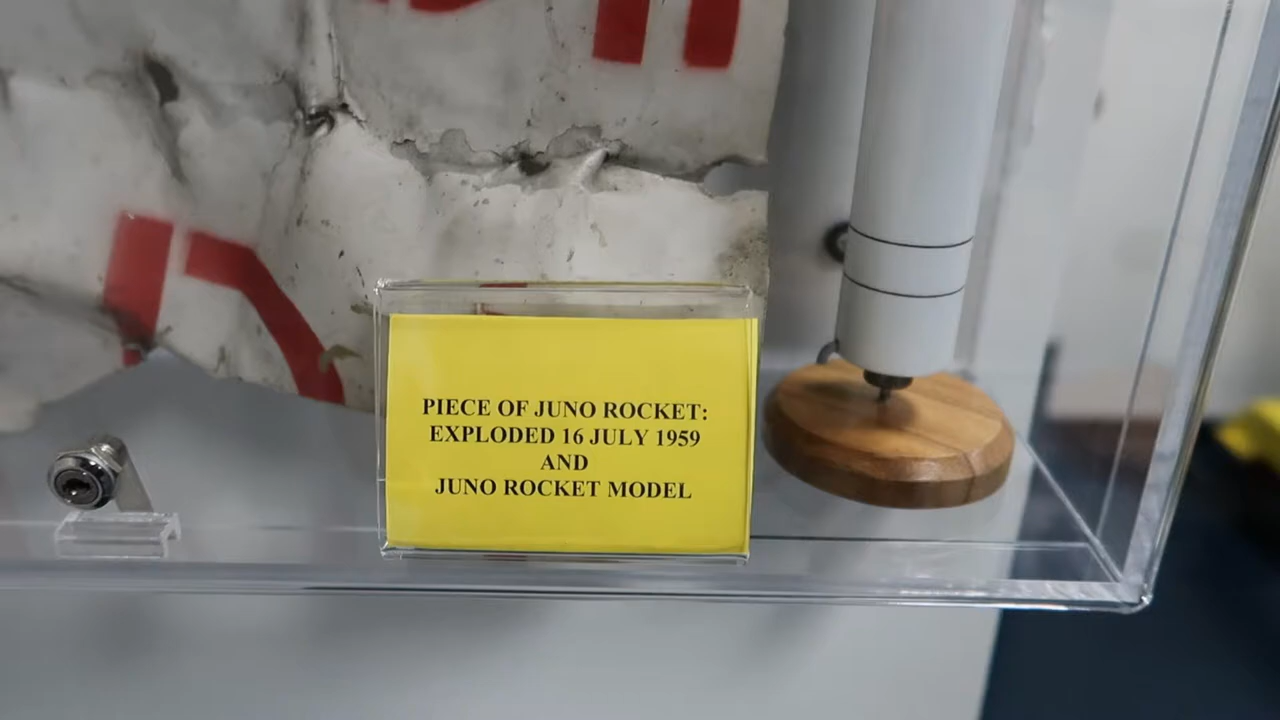 PIECE OF JUNO ROCKET:
EXPLODED 16 JULY 1959
AND
JUNO ROCKET MODEL